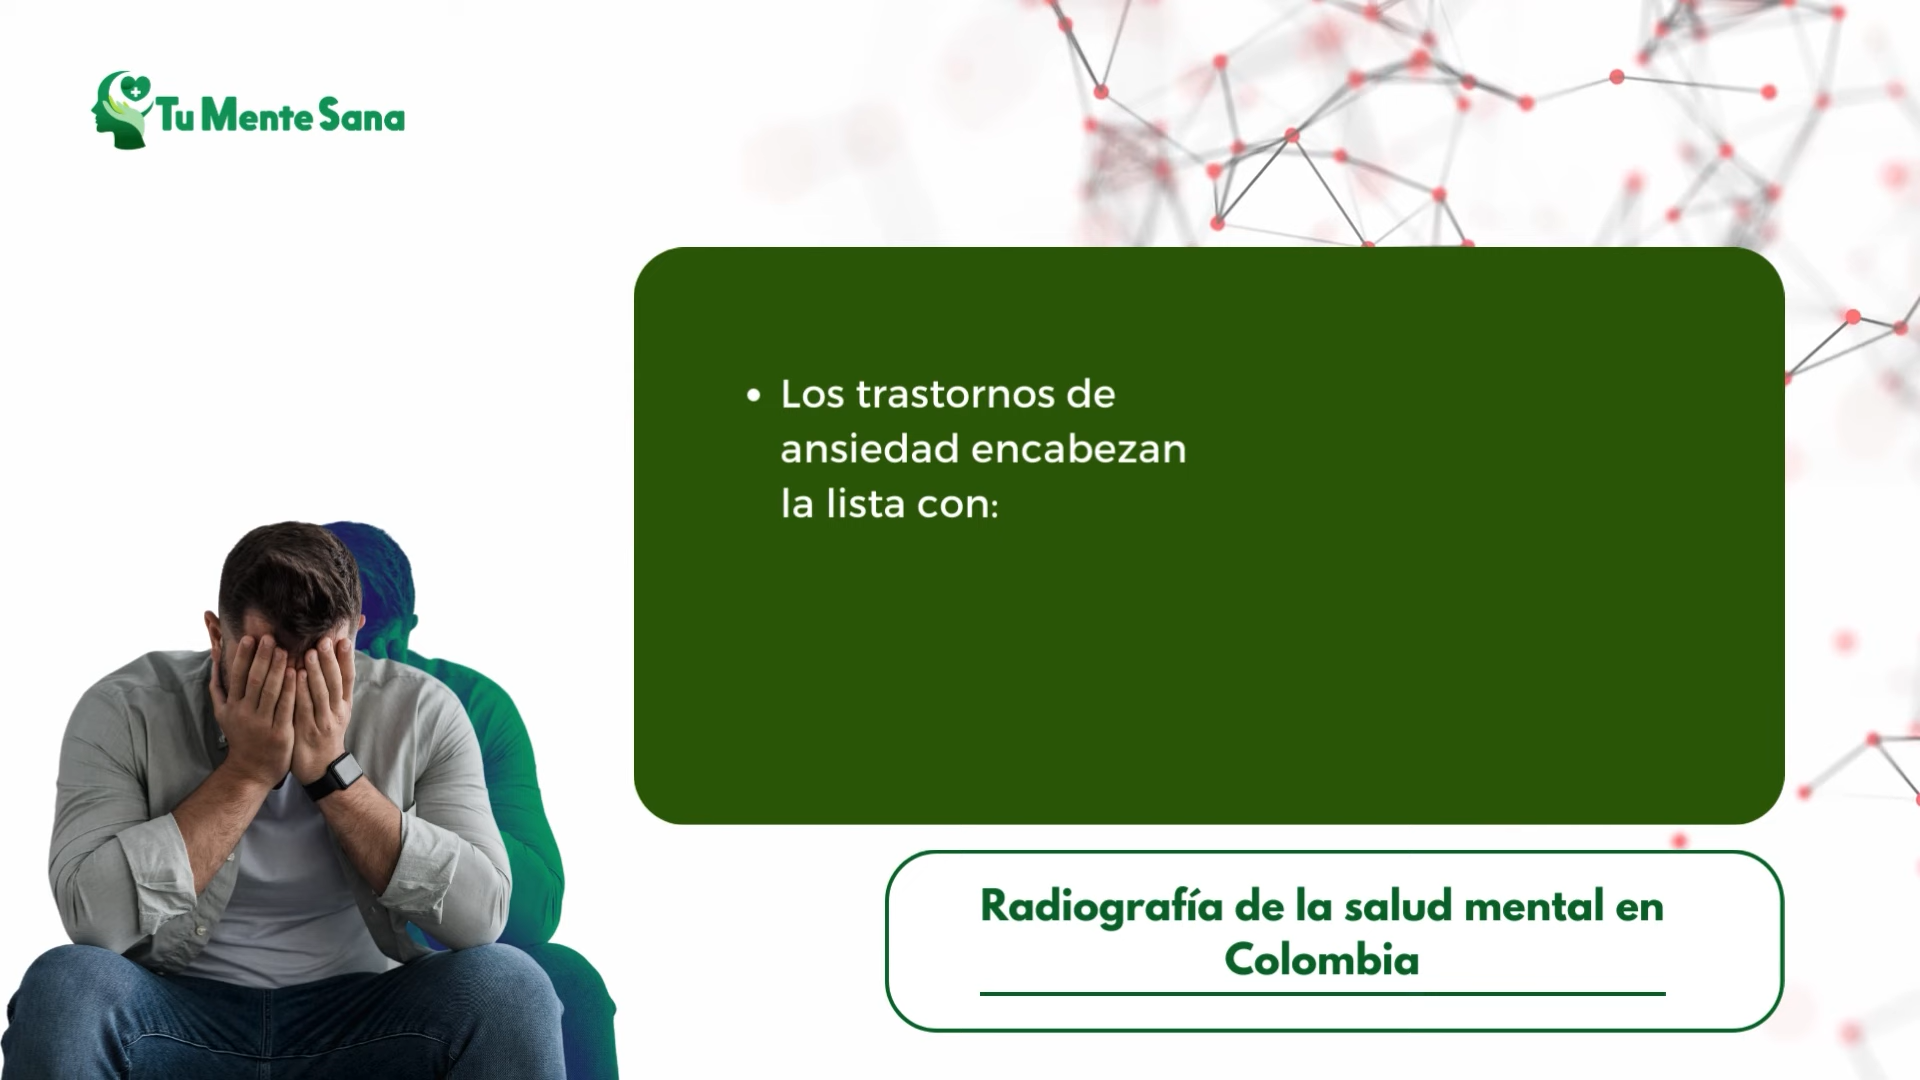 Tu Mente Sana
• Los trastornos de
ansiedad encabezan
la lista con:
Radiografía de la salud mental en
Colombia